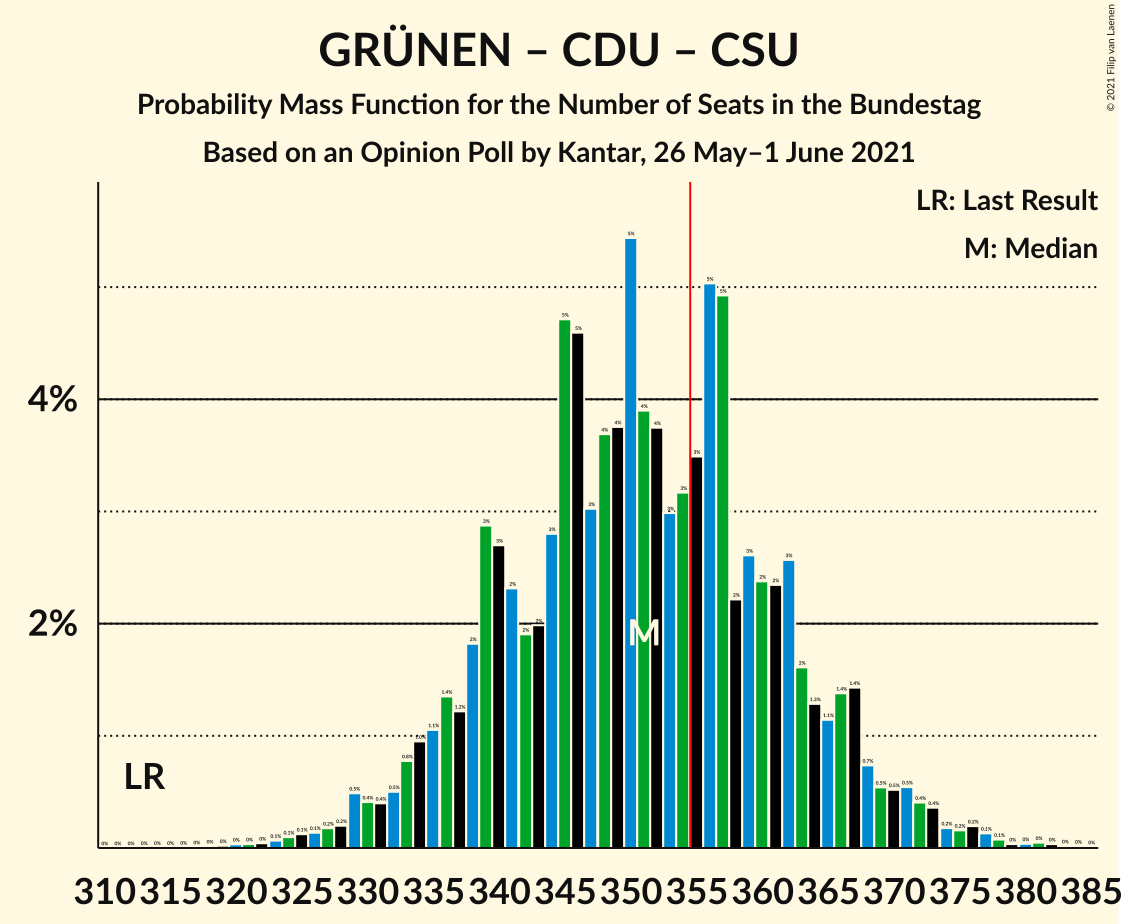 © 2021 Filip van Laenen
GRÜNEN – CDU – CSU
Probability Mass Function for the Number of Seats in the Bundestag
Based on an Opinion Poll by Kantar, 26 May–1 June 2021
LR: Last Result
M: Median
4%
2%
LR
M
310 315 320 325 330 335 340 345 350 355 360 365 370 375 380 385